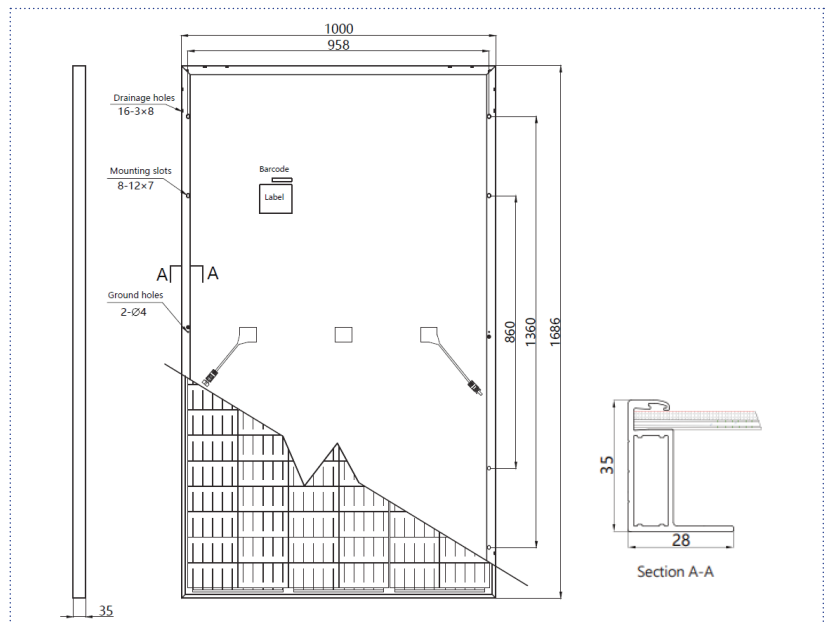 1000
958
Drainage holes
16-3×8
Mounting slots
8-12×7
Barcode
Label
A
A
Ground holes
2-Ø4
860
1360
1686
35
35
28
Section A-A